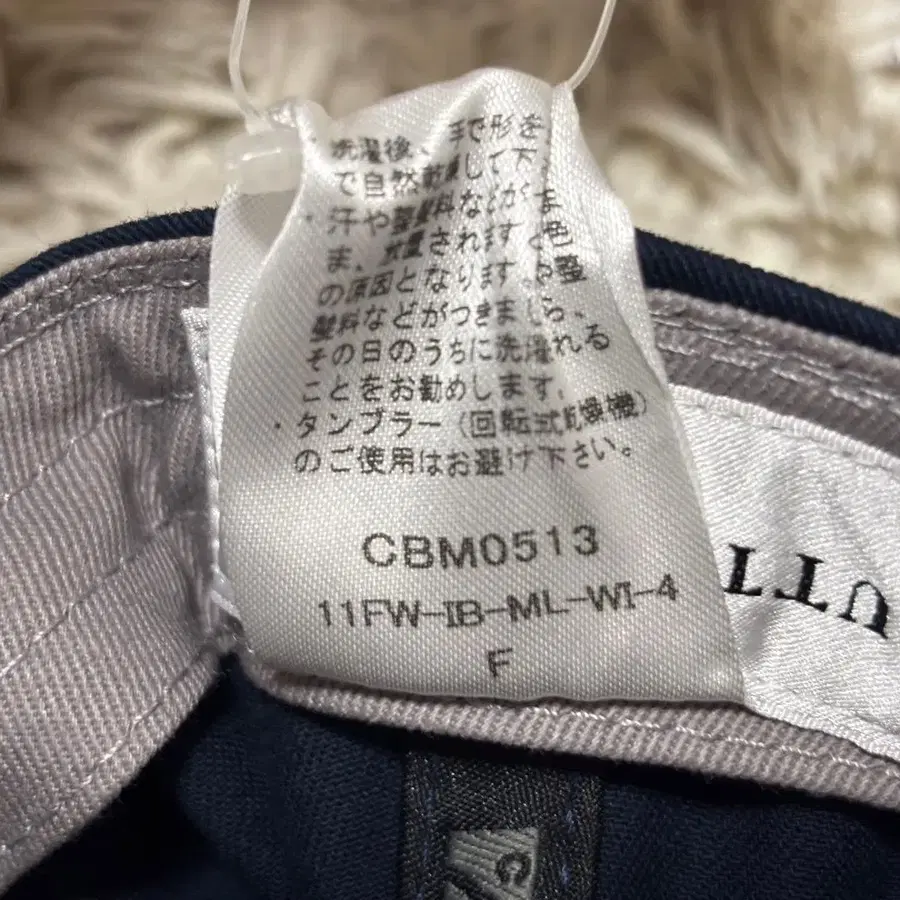 洗濯後、手で形を
で自然乾燥して下
・汗や整髪料などがま
ま、放置されますと色
の原因となります。や整
髪料などがつきましら、
その日のうちに洗濯れる
ことをお勧めします。
・タンブラー（回転式乾燥機）
のご使用はお避け下さい。
CBM0513
11FW-IB-ML-WI-4
F